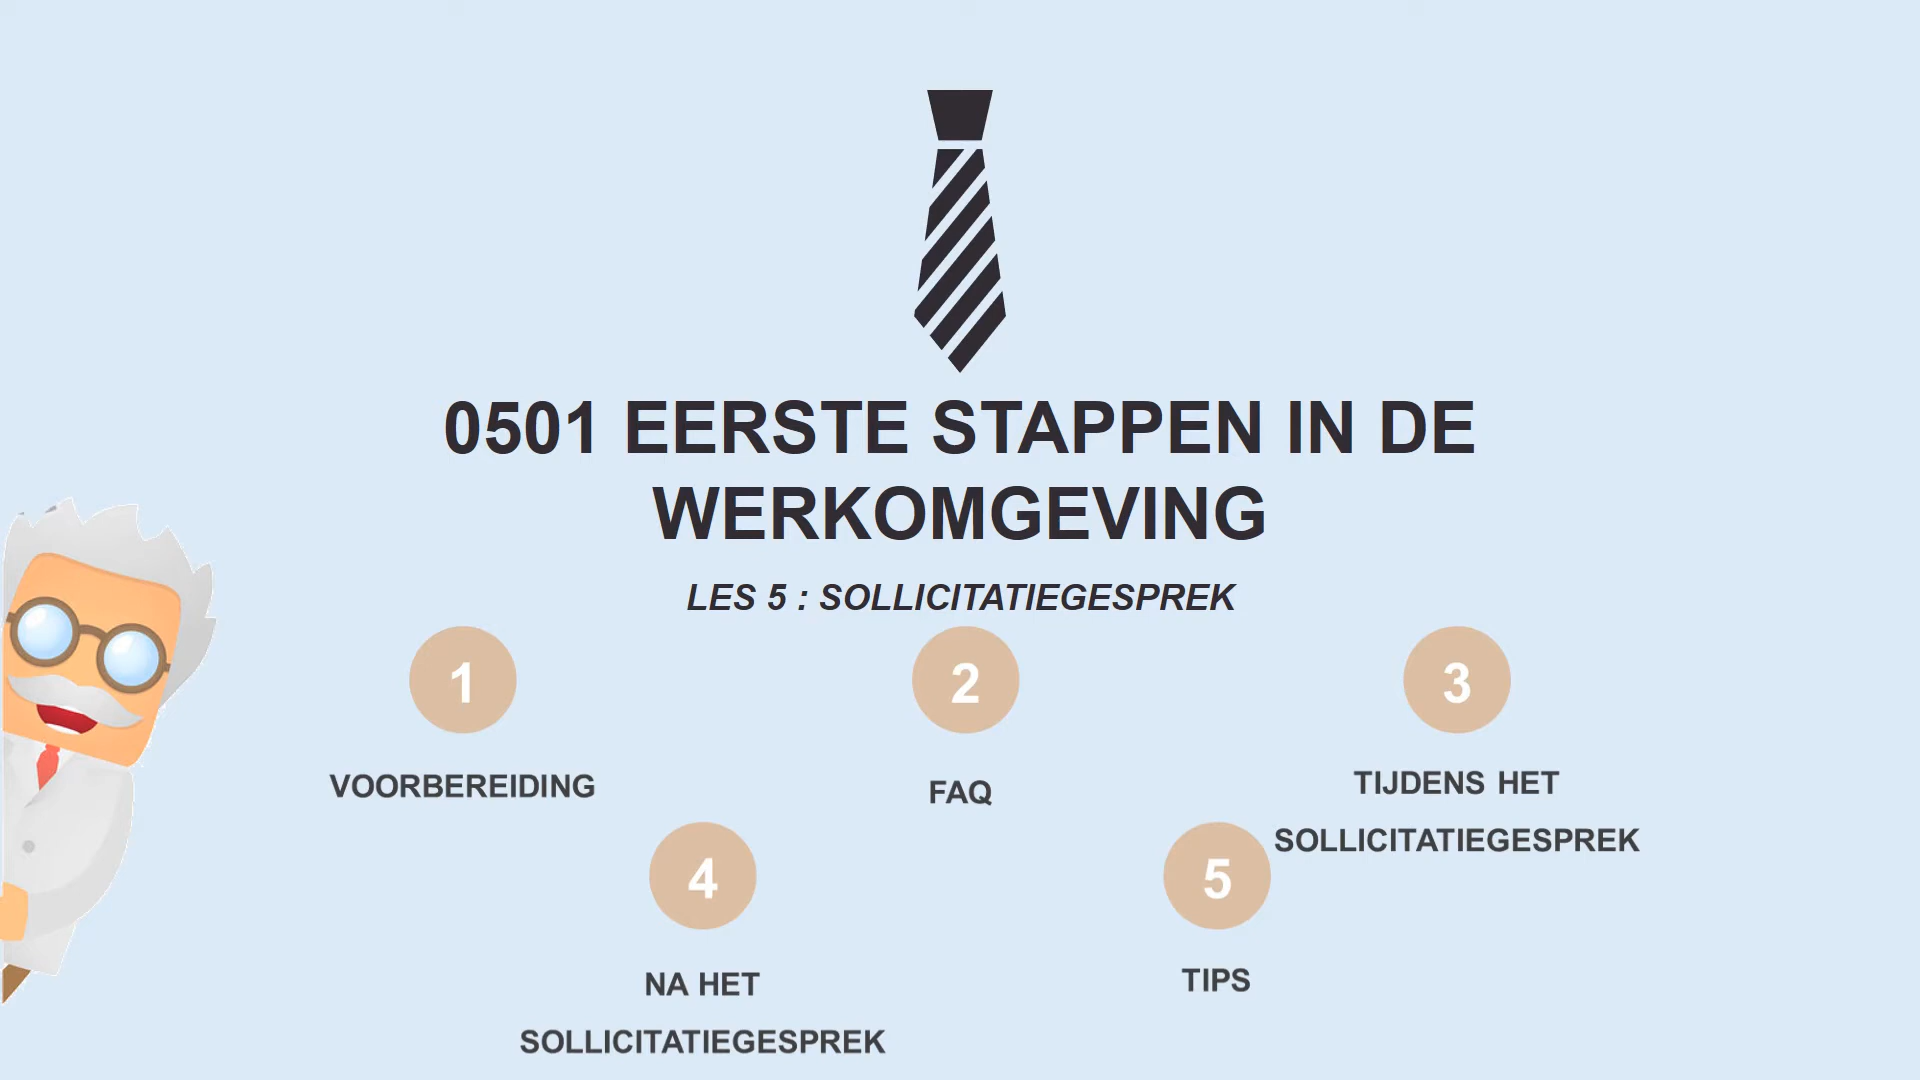 0501 EERSTE STAPPEN IN DE
WERKOMGEVING
LES 5 : SOLLICITATIEGESPREK
1
VOORBEREIDING
2
FAQ
3
TIJDENS HET
SOLLICITATIEGESPREK
4
NA HET
SOLLICITATIEGESPREK
5
TIPS